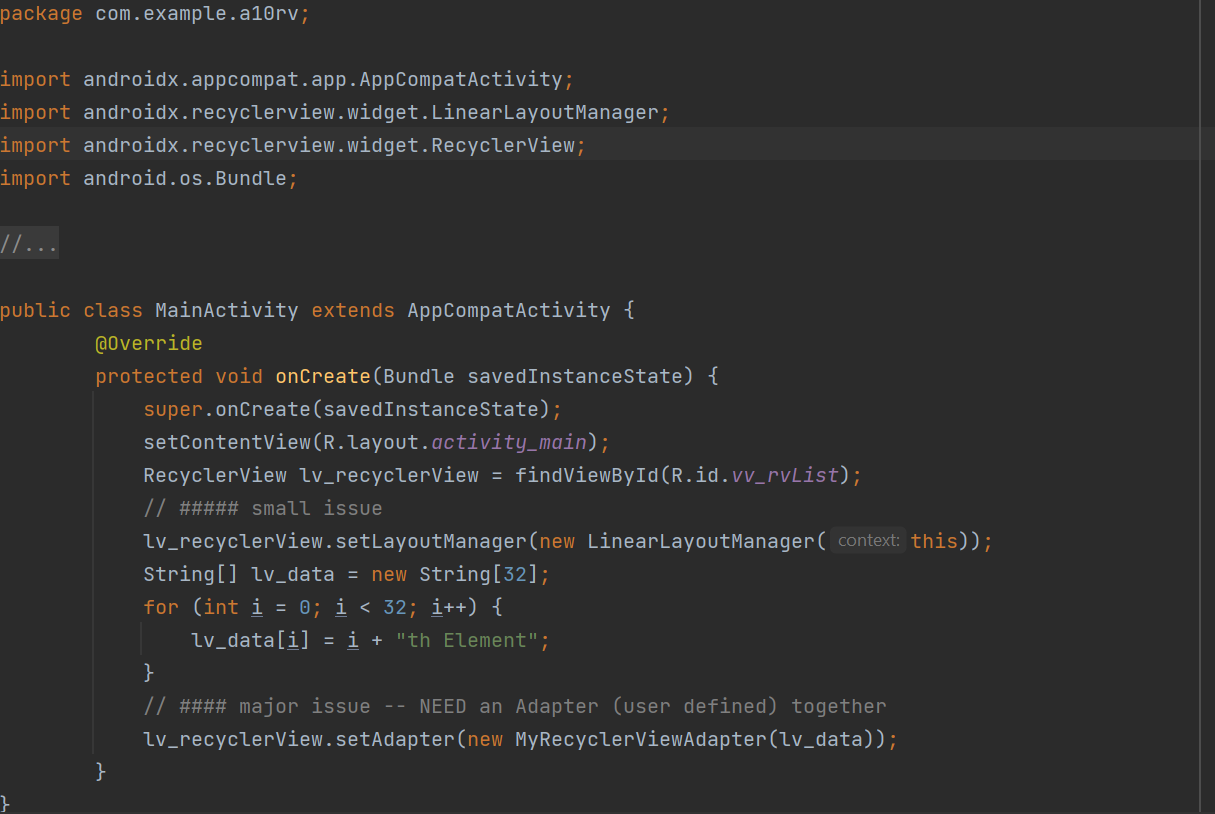 package com.example.a10rv;
import androidx.appcompat.app.AppCompatActivity;
import androidx.recyclerview.widget.LinearLayoutManager;
import androidx.recyclerview.widget.RecyclerView;
import android.os.Bundle;
//...
public class MainActivity extends AppCompatActivity {
@Override
protected void onCreate(Bundle savedInstanceState) {
super.onCreate(savedInstanceState);
setContentView(R.layout.activity_main);
RecyclerView lv_recyclerView = findViewById(R.id.vv_rvList);
// ##### small issue
lv_recyclerView.setLayoutManager(new LinearLayoutManager( context: this));
String[] lv_data = new String[32];
for (int i = 0; i < 32; i++) {
lv_data[i] = i + "th Element";
}
// #### major issue -- NEED an Adapter (user defined) together
lv_recyclerView.setAdapter(new MyRecyclerViewAdapter(lv_data));
}
}